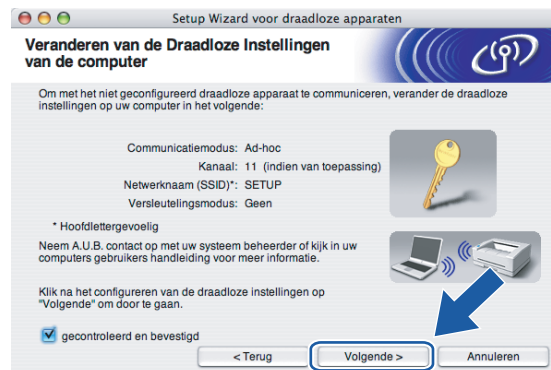 Setup Wizard voor draadloze apparaten
Veranderen van de Draadloze Instellingen
van de computer
Om met het niet geconfigureerd draadloze apparaat te communiceren, verander de draadloze
instellingen op uw computer in het volgende:
Communicatiemodus: Ad-hoc
Kanaal: 11 (indien van toepassing)
Netwerknaam (SSID)*: SETUP
Versleutelingsmodus: Geen
* Hoofdlettergevoelig
Neem A.U.B. contact op met uw systeem beheerder of kijk in uw
computers gebruikers handleiding voor meer informatie.
Klik na het configureren van de draadloze instellingen op
"Volgende" om door te gaan.
gecontroleerd en bevestigd
< Terug
Volgende >
Annuleren